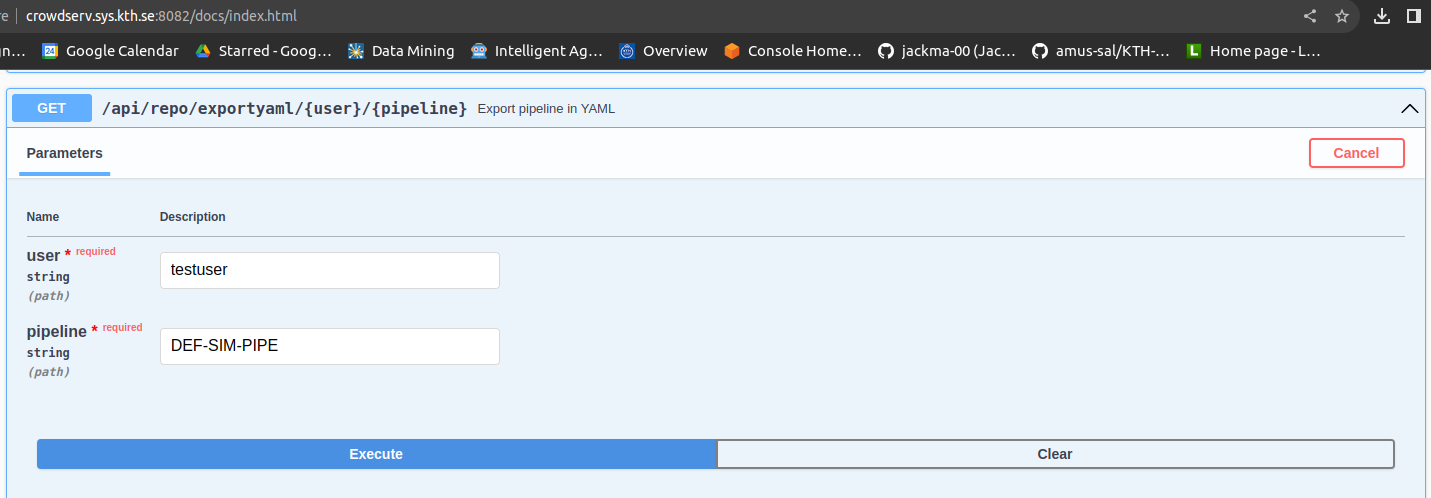 re crowdserv.sys.kth.se:8082/docs/index.html
gn… 24 Google Calendar Starred - Goog… Data Mining Intelligent Ag… Overview Console Home… jackma-00 (Jac… amus-sal/KTH-… L Home page - L…
GET /api/repo/exportyaml/{user}/{pipeline} Export pipeline in YAML
Parameters Cancel
Name Description
user * required
string testuser
(path)
pipeline * required
string DEF-SIM-PIPE
(path)
Execute Clear